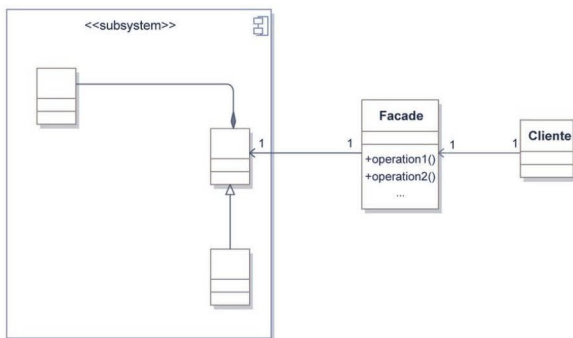 <<subsystem>>
Facade
+operation1()
+operation2()
...
Cliente
1
1
1
1